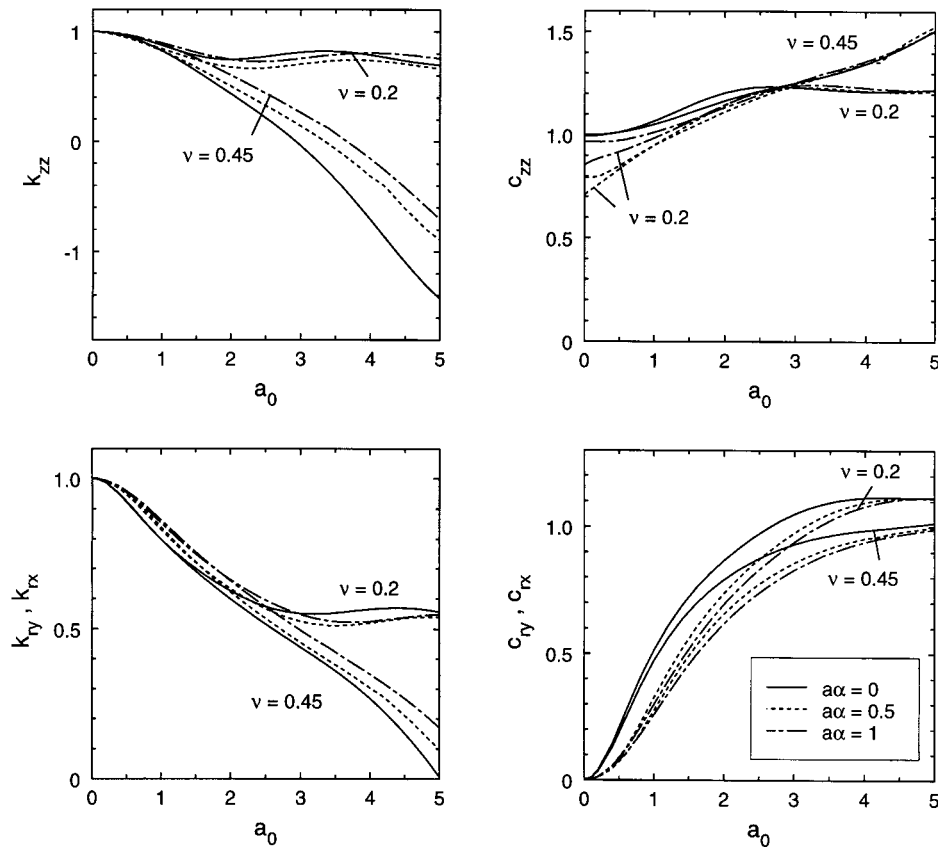 1
0
-1
k_zz
ν = 0.2
ν = 0.45
0 1 2 3 4 5
a_0
1.5
1.0
0.5
0
c_zz
ν = 0.45
ν = 0.2
ν = 0.2
0 1 2 3 4 5
a_0
1.0
0.5
0
k_ry , k_rx
ν = 0.2
ν = 0.45
0 1 2 3 4 5
a_0
1.0
0.5
0
c_ry , c_rx
ν = 0.2
ν = 0.45
aα = 0
aα = 0.5
aα = 1
0 1 2 3 4 5
a_0